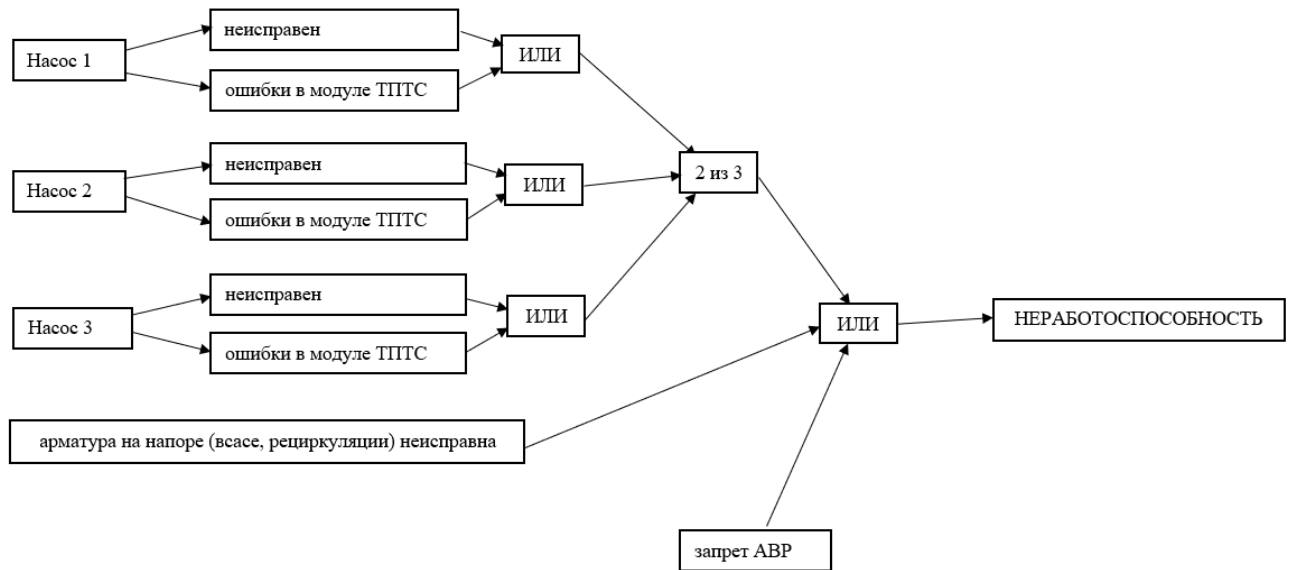 неисправен
Насос 1
ИЛИ
ошибки в модуле ТПТС
неисправен
Насос 2
ИЛИ
2 из 3
ошибки в модуле ТПТС
неисправен
Насос 3
ИЛИ
ошибки в модуле ТПТС
ИЛИ
НЕРАБОТОСПОСОБНОСТЬ
арматура на напоре (всасе, рециркуляции) неисправна
запрет АВР